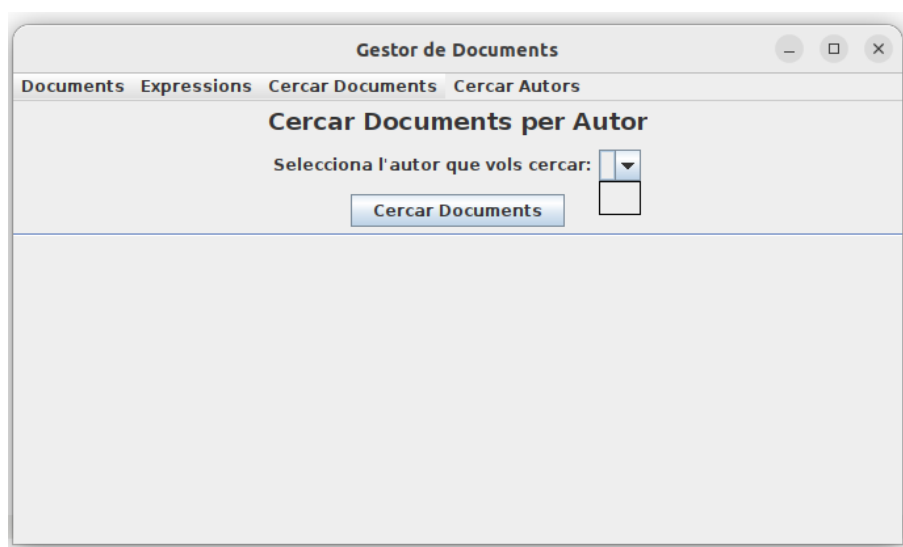 Gestor de Documents
Documents Expressions Cercar Documents Cercar Autors
Cercar Documents per Autor
Selecciona l'autor que vols cercar:
Cercar Documents